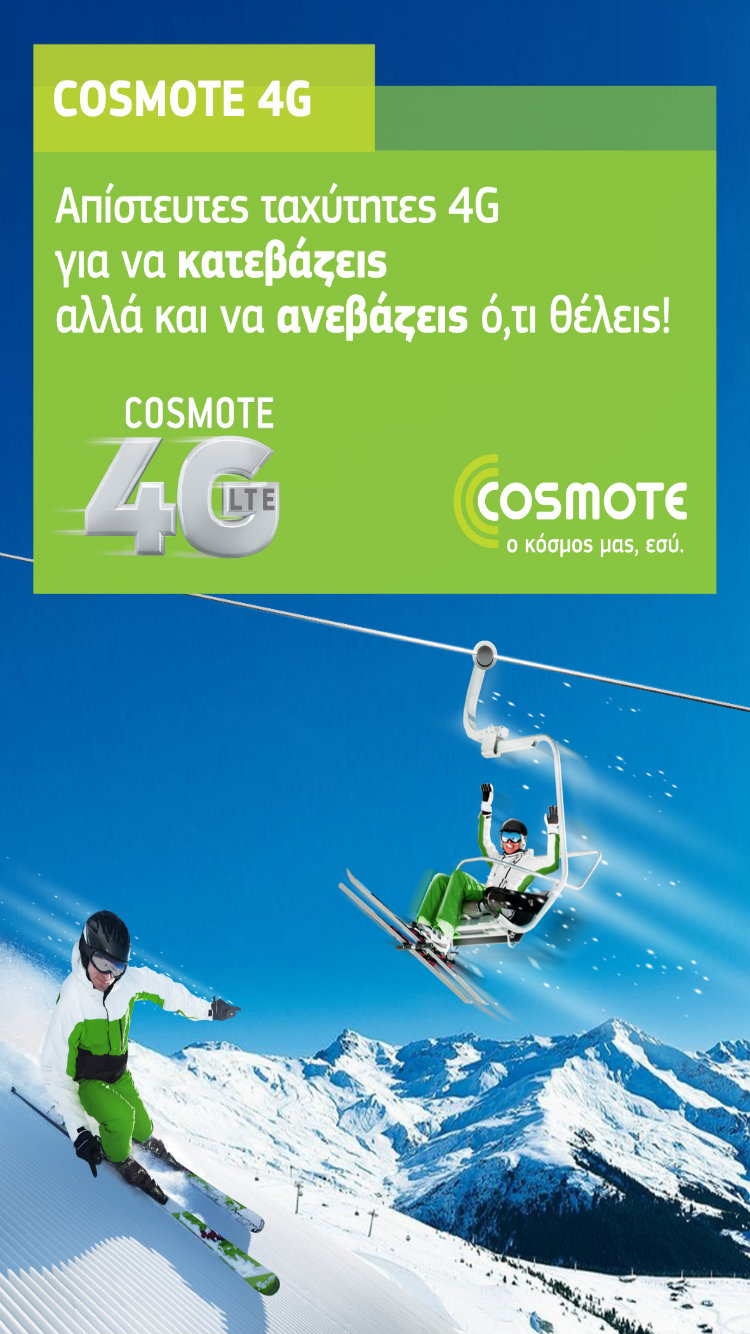 COSMOTE 4G
Απίστευτες ταχύτητες 4G
για να κατεβάζεις
αλλά και να ανεβάζεις ό,τι θέλεις!
COSMOTE
4G
LTE
COSMOTE
ο κόσμος μας, εσύ.